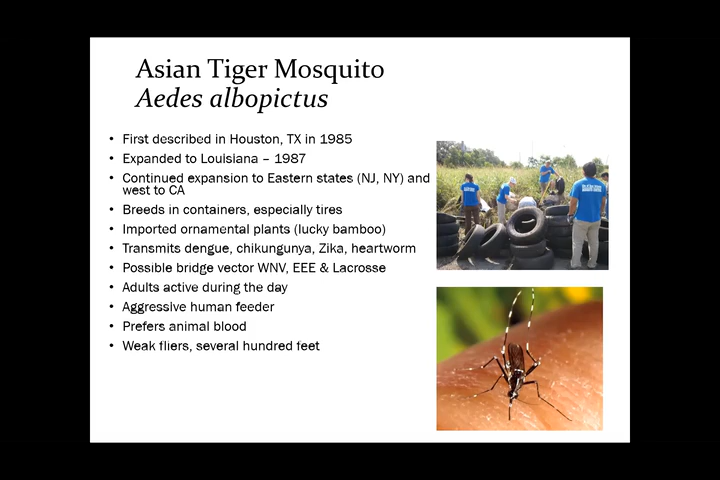 Asian Tiger Mosquito
Aedes albopictus
• First described in Houston, TX in 1985
• Expanded to Louisiana – 1987
• Continued expansion to Eastern states (NJ, NY) and
west to CA
• Breeds in containers, especially tires
• Imported ornamental plants (lucky bamboo)
• Transmits dengue, chikungunya, Zika, heartworm
• Possible bridge vector WNV, EEE & Lacrosse
• Adults active during the day
• Aggressive human feeder
• Prefers animal blood
• Weak fliers, several hundred feet